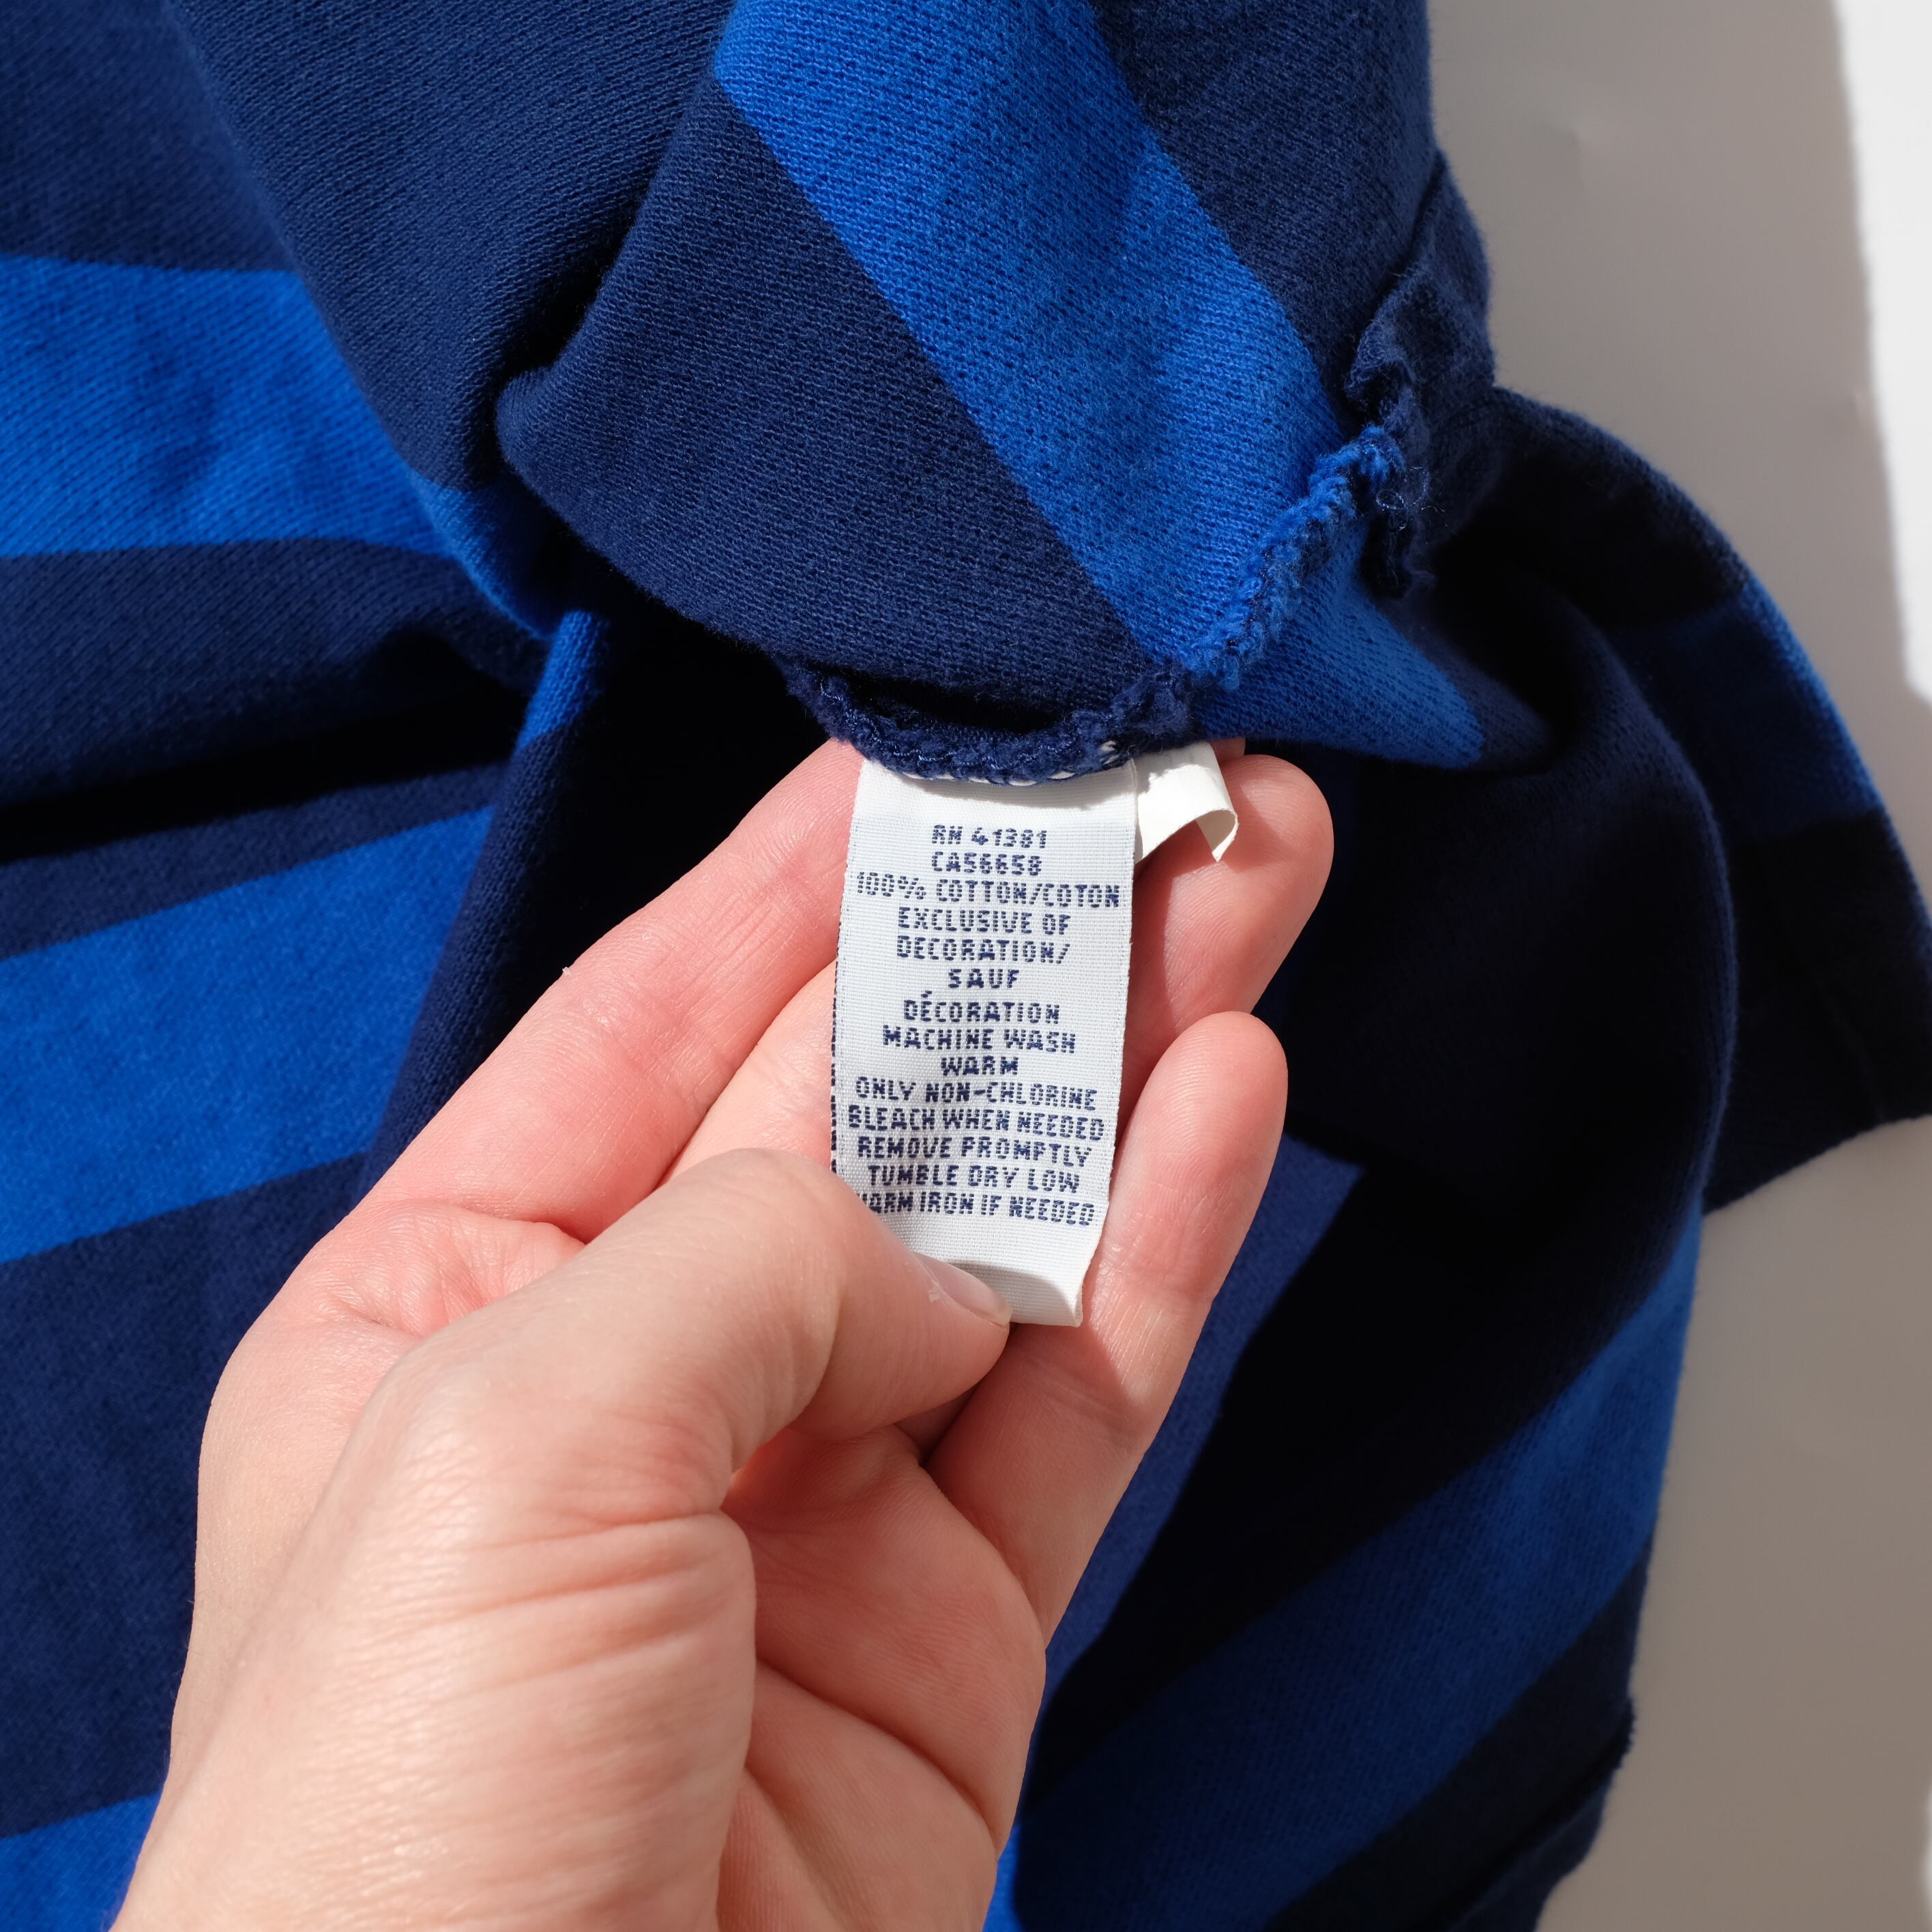 RN 41381
CA56658
100% COTTON/COTON
EXCLUSIVE OF
DECORATION/
SAUF
DÉCORATION
MACHINE WASH
WARM
ONLY NON-CHLORINE
BLEACH WHEN NEEDED
REMOVE PROMPTLY
TUMBLE DRY LOW
IRON IF NEEDED